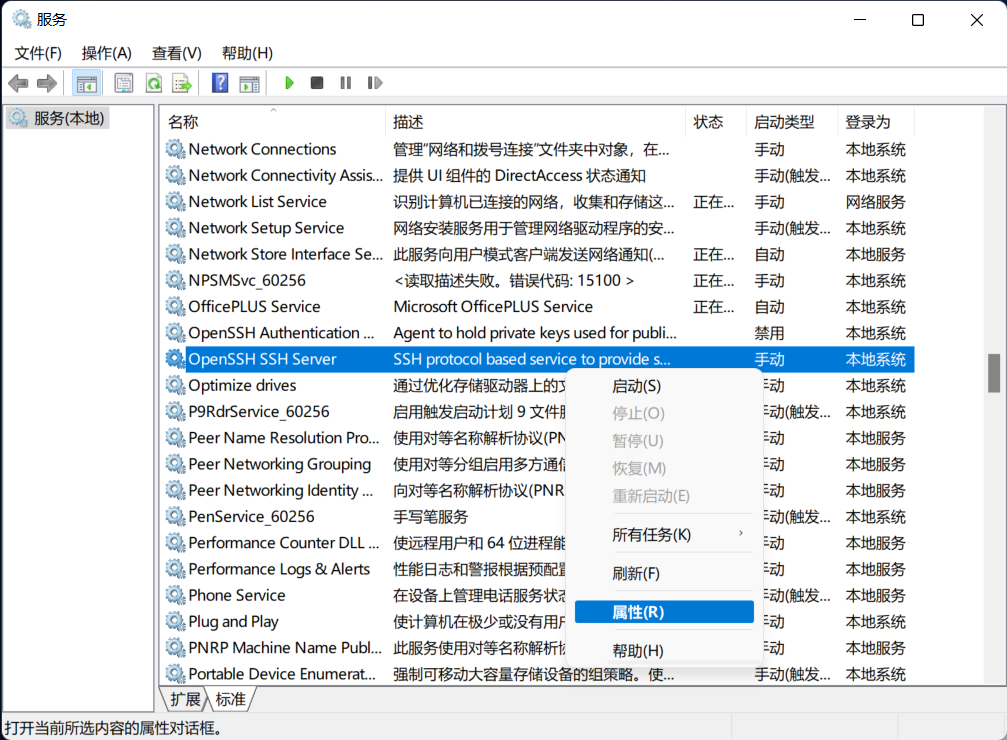 服务
文件(F) 操作(A) 查看(V) 帮助(H)
服务(本地)
名称 描述 状态 启动类型 登录为
Network Connections 管理“网络和拨号连接”文件夹中对象，在... 手动 本地系统
Network Connectivity Assis... 提供 UI 组件的 DirectAccess 状态通知 手动(触发... 本地系统
Network List Service 识别计算机已连接的网络，收集和存储这... 正在... 手动 网络服务
Network Setup Service 网络安装服务用于管理网络驱动程序的安... 手动(触发... 本地系统
Network Store Interface Se... 此服务向用户模式客户端发送网络通知(... 正在... 自动 本地服务
NPSMSvc_60256 <读取描述失败。错误代码: 15100 > 正在... 手动 本地系统
OfficePLUS Service Microsoft OfficePLUS Service 正在... 自动 本地系统
OpenSSH Authentication ... Agent to hold private keys used for publi... 禁用 本地系统
OpenSSH SSH Server SSH protocol based service to provide s... 手动 本地系统
Optimize drives 通过优化存储驱动器上的 手动 本地系统
P9RdrService_60256 启用触发启动计划 9 文件 手动(触发... 本地系统
Peer Name Resolution Pro... 使用对等名称解析协议(PN 手动 本地服务
Peer Networking Grouping 使用对等分组启用多方通信 手动 本地服务
Peer Networking Identity ... 向对等名称解析协议(PNR 手动 本地服务
PenService_60256 手写笔服务 手动(触发... 本地系统
Performance Counter DLL ... 使远程用户和 64 位进程能 手动 本地服务
Performance Logs & Alerts 性能日志和警报根据预配置 手动 本地服务
Phone Service 在设备上管理电话服务状态 手动(触发... 本地服务
Plug and Play 使计算机在极少或没有用户 手动 本地系统
PNRP Machine Name Publ... 此服务使用对等名称解析协 手动 本地服务
Portable Device Enumerat... 强制可移动大容量存储设备的组策略。使... 手动(触发... 本地系统
启动(S)
停止(O)
暂停(U)
恢复(M)
重新启动(E)
所有任务(K)
刷新(F)
属性(R)
帮助(H)
扩展 标准
打开当前所选内容的属性对话框。